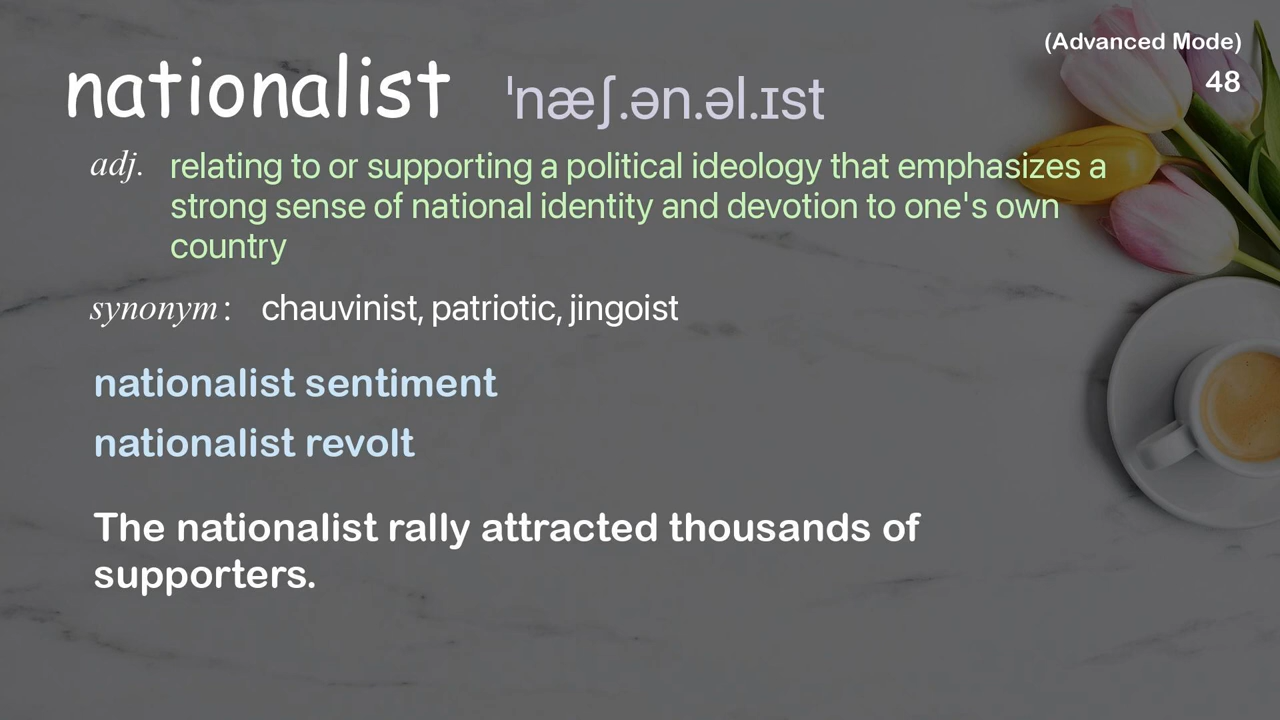 (Advanced Mode)
48
nationalist ˈnæʃ.ən.əl.ɪst
adj. relating to or supporting a political ideology that emphasizes a
strong sense of national identity and devotion to one's own
country
synonym: chauvinist, patriotic, jingoist
nationalist sentiment
nationalist revolt
The nationalist rally attracted thousands of
supporters.